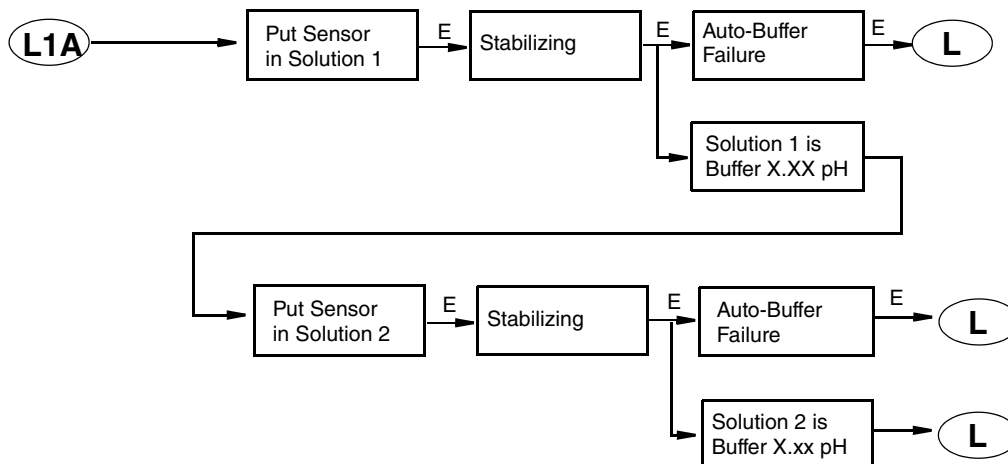 L1A
Put Sensor
in Solution 1
E
Stabilizing
E
Auto-Buffer
Failure
E
L
Solution 1 is
Buffer X.XX pH
Put Sensor
in Solution 2
E
Stabilizing
E
Auto-Buffer
Failure
E
L
Solution 2 is
Buffer X.xx pH
L